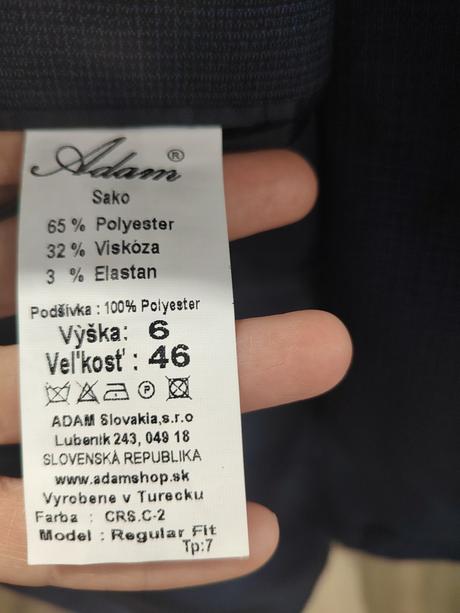 Adam®
Sako
65 % Polyester
32 % Viskóza
3 % Elastan
Podšívka : 100% Polyester
Výška: 6
Veľkosť : 46
P
ADAM Slovakia,s.r.o
Lubeník 243, 049 18
SLOVENSKÁ REPUBLIKA
www.adamshop.sk
Vyrobene v Turecku
Farba : CRS.C-2
Model : Regular Fit
Tp:7